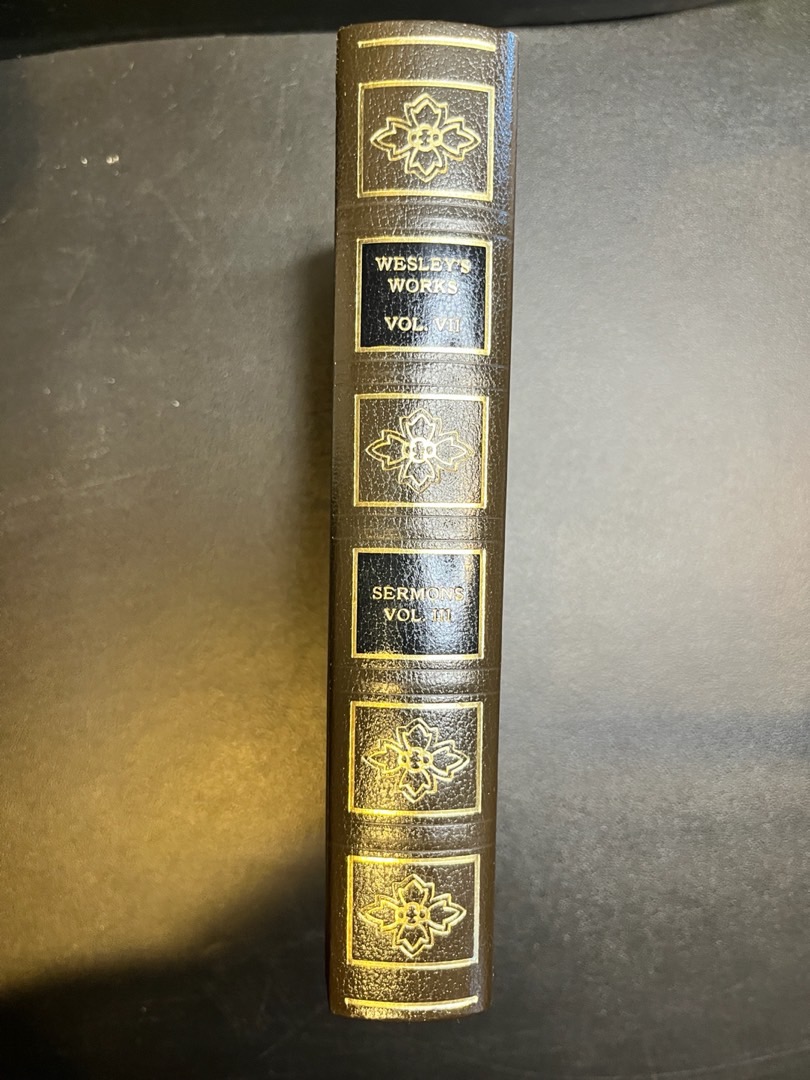 WESLEY'S
WORKS
VOL. VII
SERMONS
VOL. III